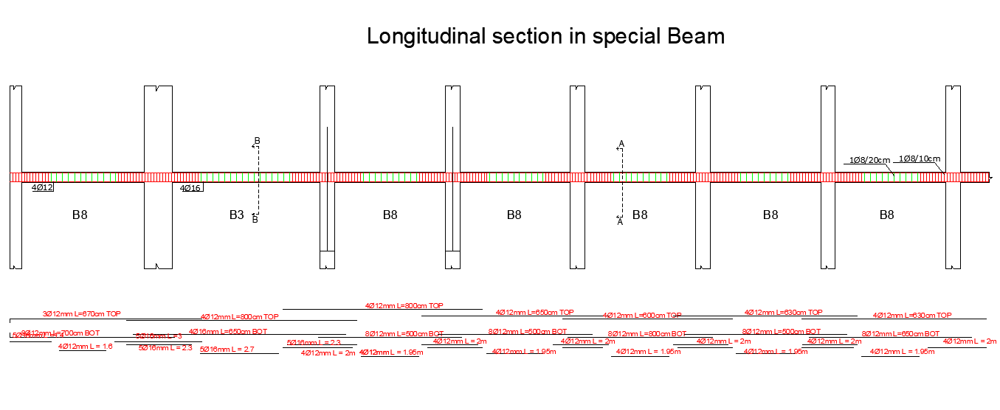 Longitudinal section in special Beam
B
A
1Ø8/20cm
1Ø8/10cm
4Ø12
4Ø16
B8
B3
B
B8
B8
A
B8
B8
B8
4Ø12mm L=800cm TOP
3Ø12mm L=670cm TOP
4Ø12mm L=800cm TOP
4Ø12mm L=650cm TOP
4Ø12mm L=600cm TOP
4Ø12mm L=630cm TOP
4Ø12mm L=630cm TOP
L=700cm BOT
4Ø16mm L=650cm BOT
8Ø12mm L=500cm BOT
8Ø12mm L=500cm BOT
8Ø12mm L=800cm BOT
8Ø12mm L=500cm BOT
8Ø12mm L=650cm BOT
5Ø16mm L=3
4Ø12mm L = 1.6
5Ø16mm L = 2.3
5Ø16mm L = 2.7
5Ø16mm L = 2.3
4Ø12mm L = 2m
4Ø12mm L = 2m
4Ø12mm L = 2m
4Ø12mm L = 2m
4Ø12mm L = 2m
4Ø12mm L = 2m
4Ø12mm L = 1.95m
4Ø12mm L = 1.95m
4Ø12mm L = 1.95m
4Ø12mm L = 1.95m
4Ø12mm L = 1.95m